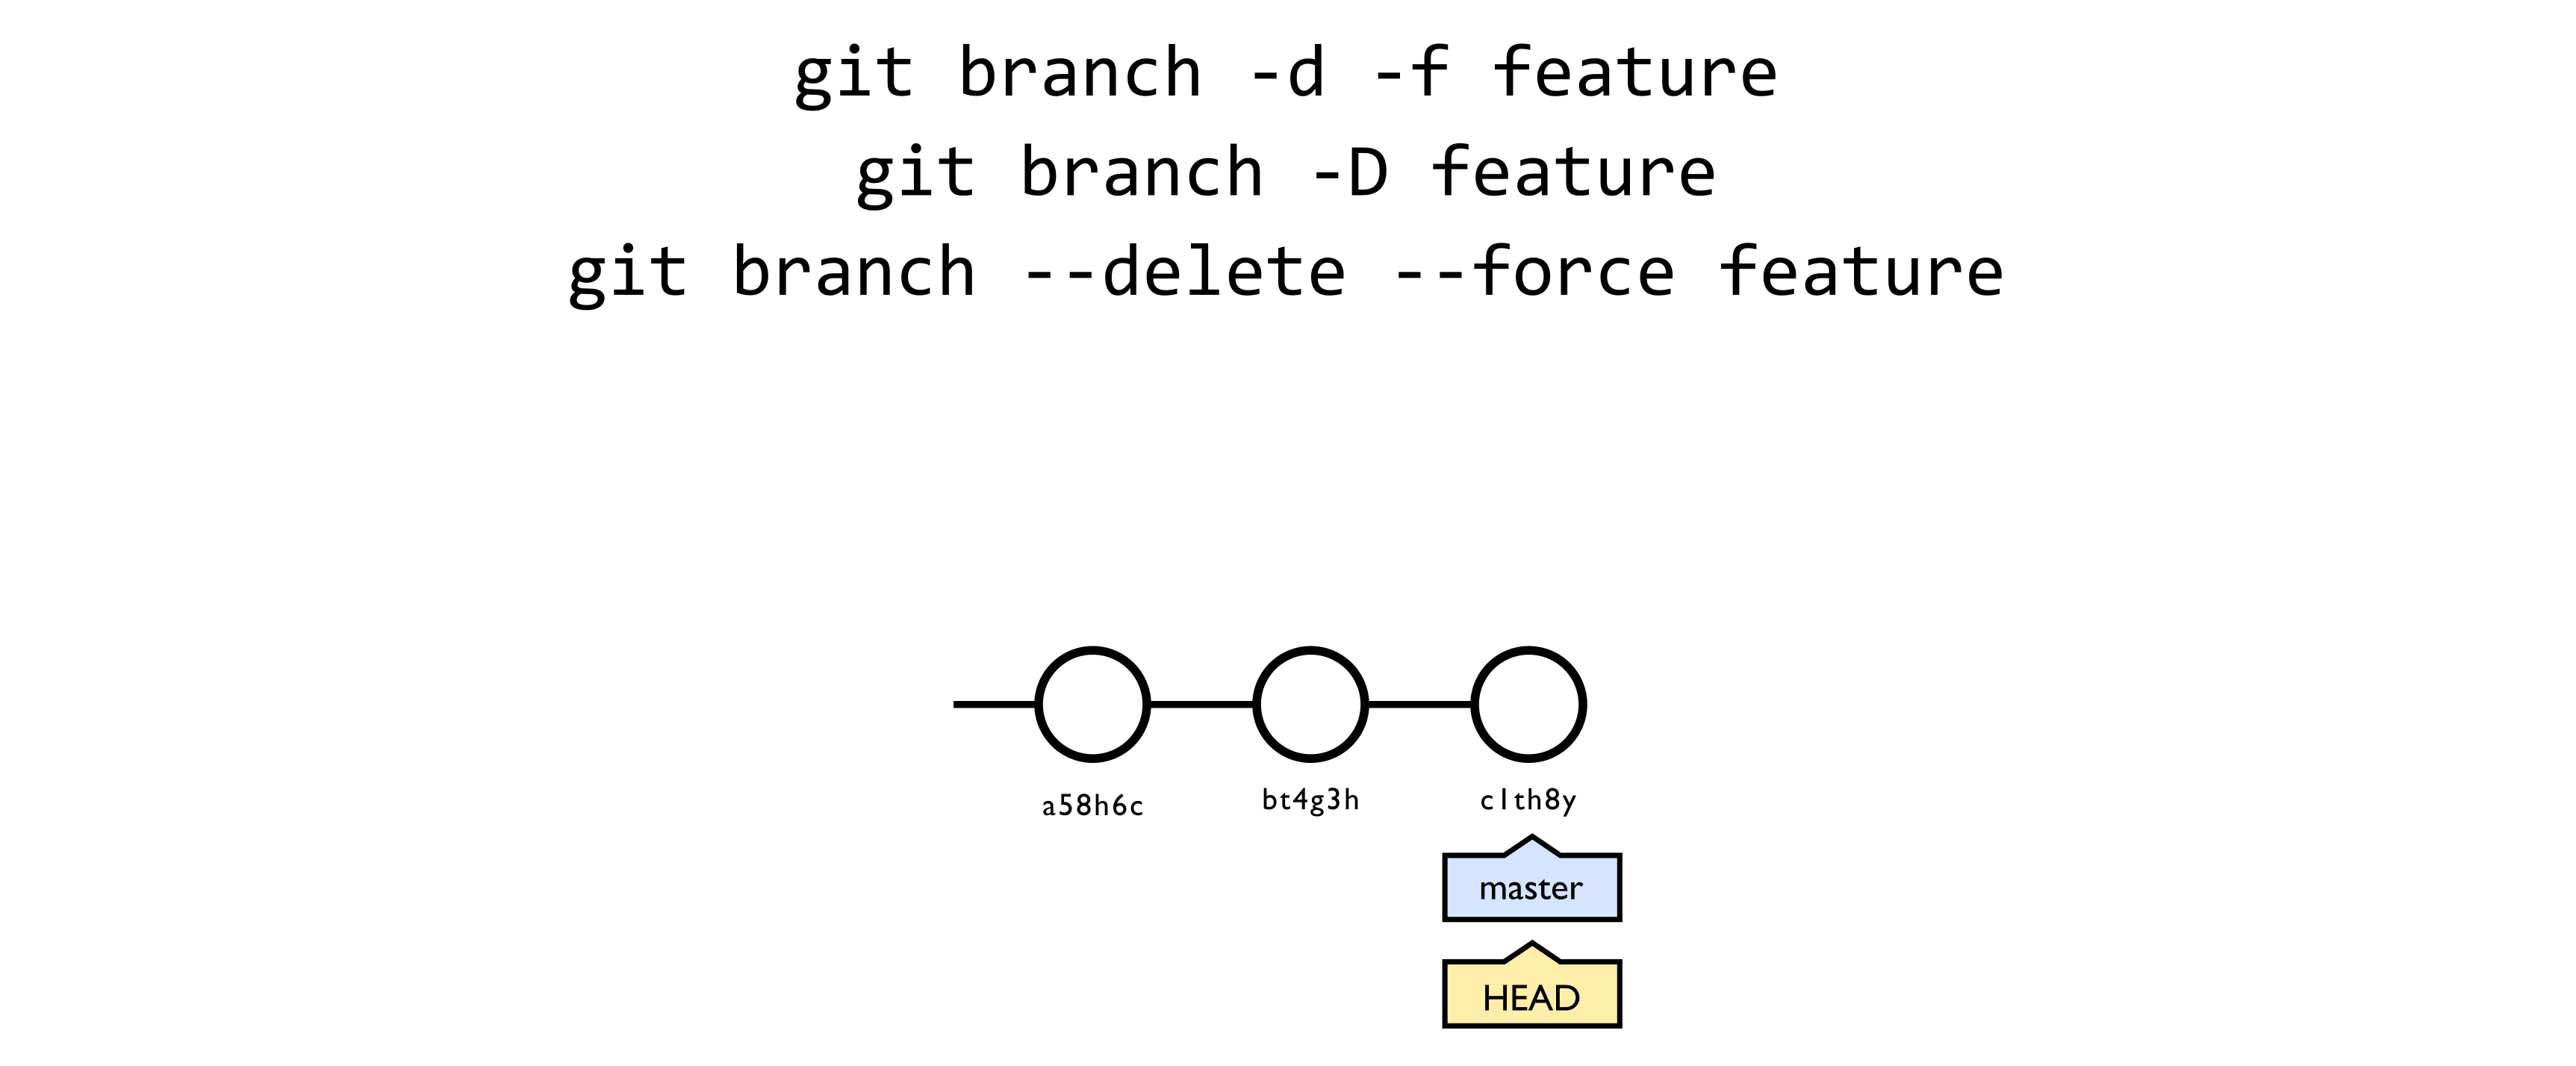 git branch -d -f feature
git branch -D feature
git branch --delete --force feature
a58h6c
bt4g3h
c1th8y
master
HEAD